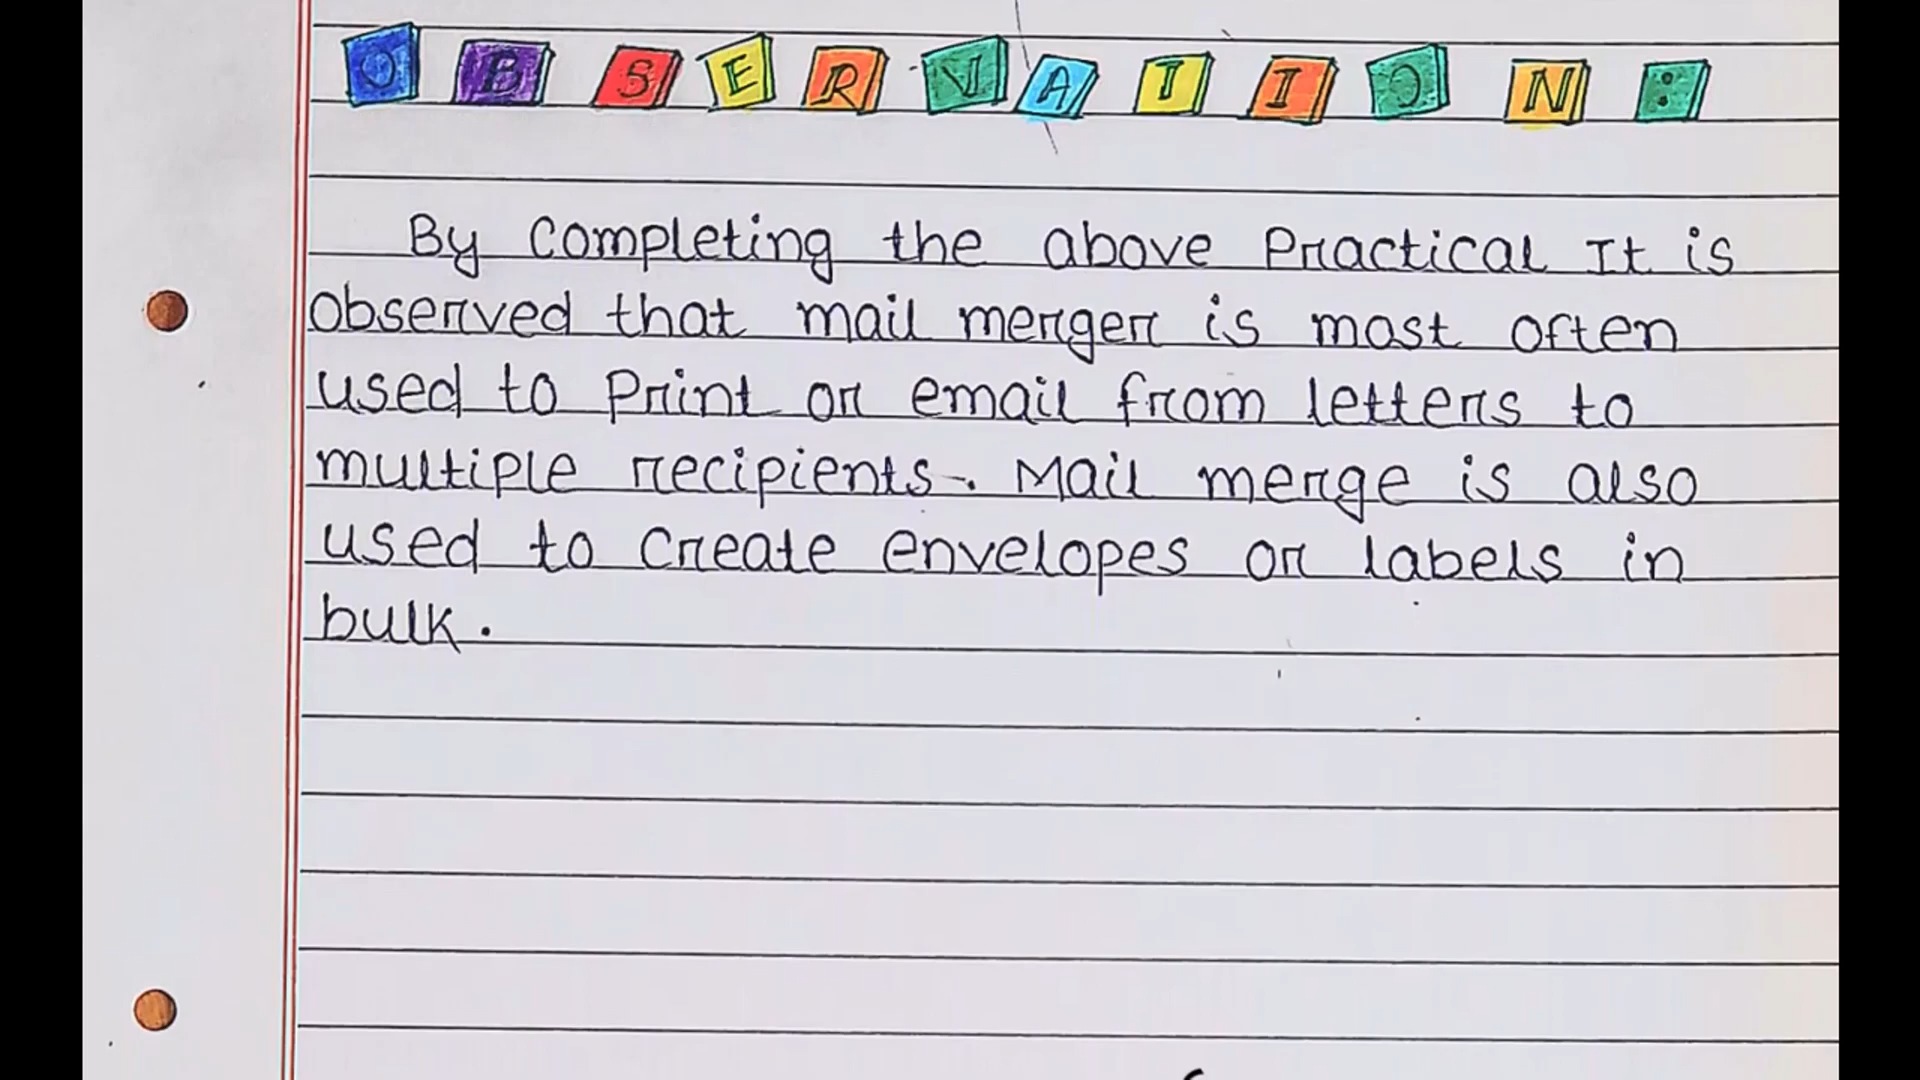 OBSERVATION:
By completing the above Practical It is
observed that mail merger is most often
used to Print or email from letters to
multiple recipients. Mail merge is also
used to create envelopes or labels in
bulk.